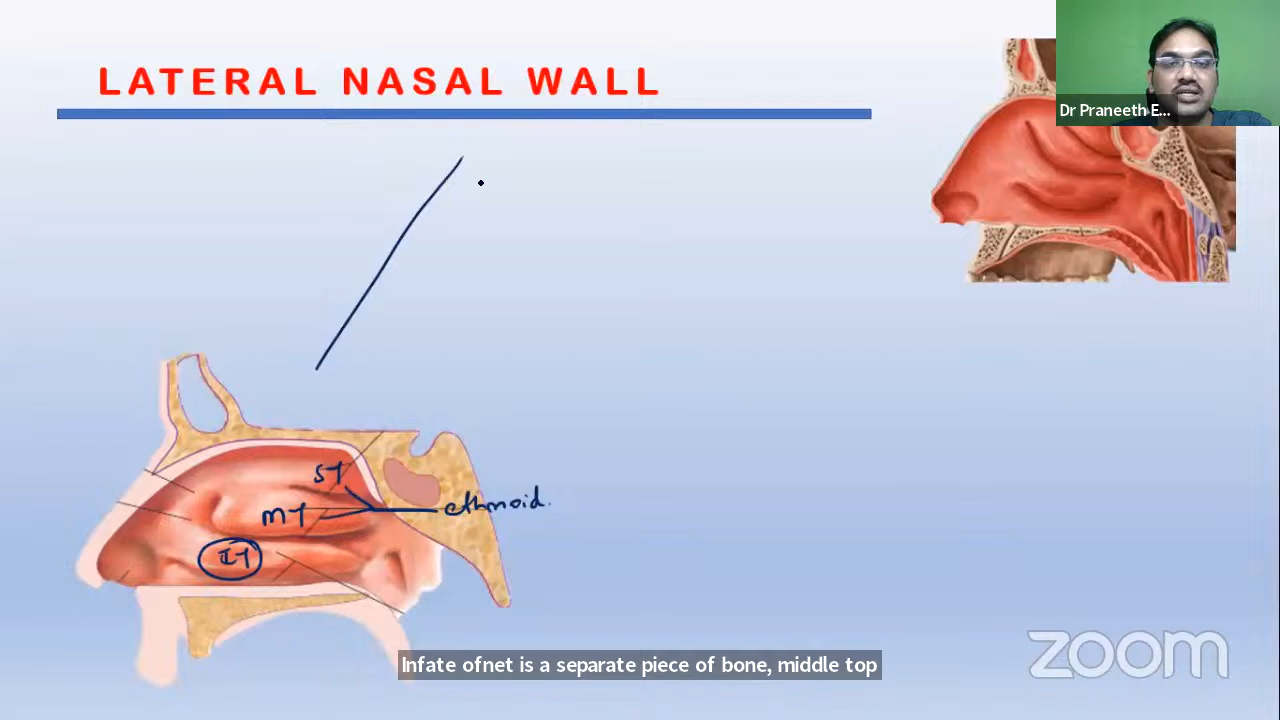 LATERAL NASAL WALL
Dr Praneeth E...
ST
MT
ethmoid.
IT
Infate ofnet is a separate piece of bone, middle top
zoom